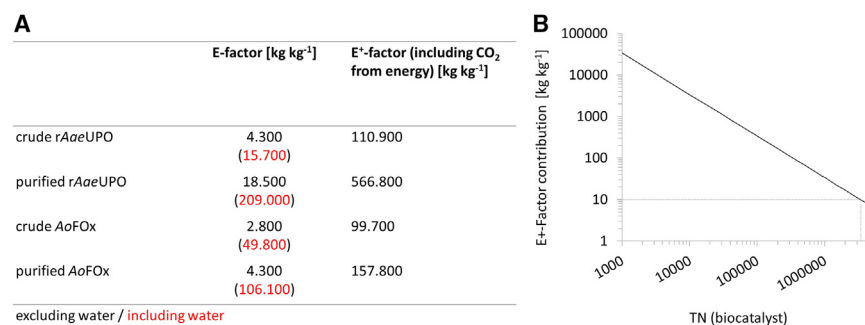 A
E-factor [kg kg-1]
E+-factor (including CO2
from energy) [kg kg-1]
crude rAaeUPO
4.300
110.900
(15.700)
purified rAaeUPO
18.500
566.800
(209.000)
crude AoFOx
2.800
99.700
(49.800)
purified AoFOx
4.300
157.800
(106.100)
excluding water / including water
B
E+-Factor contribution [kg kg-1]
100000
10000
1000
100
10
1
1000
10000
100000
1000000
TN (biocatalyst)